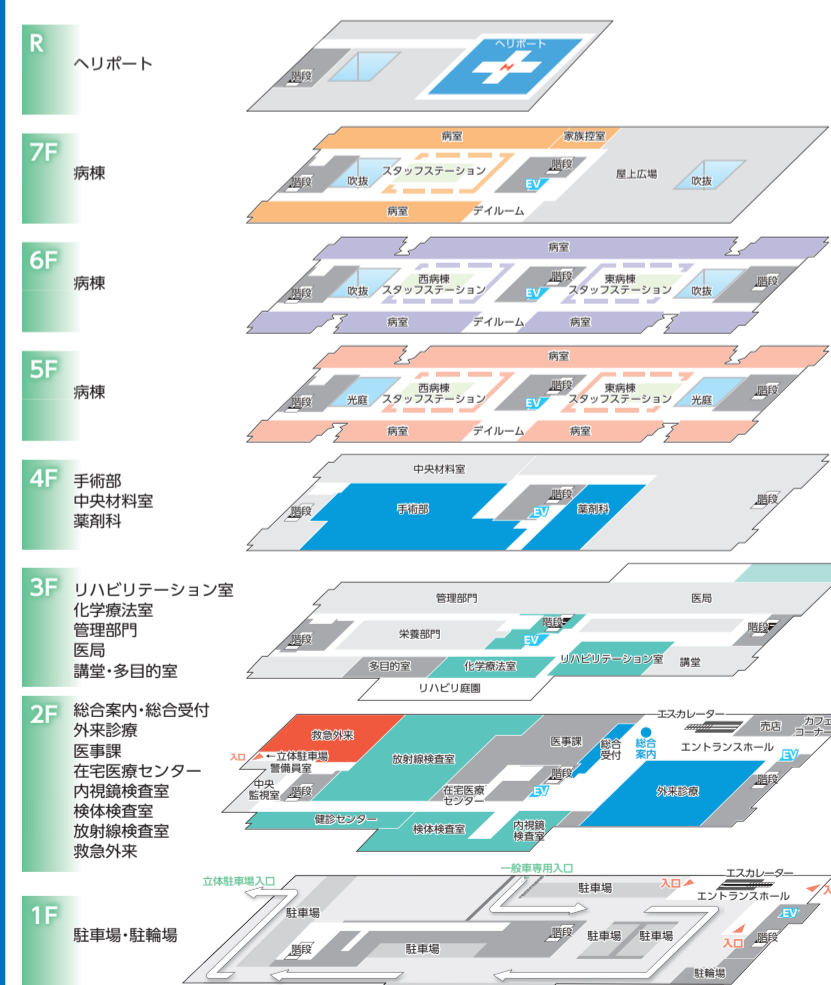 R
ヘリポート
ヘリポート
H
階段
7F
病棟
病室
家族控室
階段
吹抜
スタッフステーション
階段
EV
屋上広場
吹抜
病室
デイルーム
6F
病棟
病室
階段
吹抜
西病棟
スタッフステーション
階段
EV
東病棟
スタッフステーション
吹抜
階段
病室
デイルーム
病室
5F
病棟
病室
階段
光庭
西病棟
スタッフステーション
階段
EV
東病棟
スタッフステーション
光庭
階段
病室
デイルーム
病室
4F
手術部
中央材料室
薬剤科
中央材料室
階段
手術部
階段
EV
薬剤科
階段
3F
リハビリテーション室
化学療法室
管理部門
医局
講堂・多目的室
管理部門
医局
階段
栄養部門
階段
EV
階段
多目的室
化学療法室
リハビリテーション室
講堂
リハビリ庭園
2F
総合案内・総合受付
外来診療
医事課
在宅医療センター
内視鏡検査室
検体検査室
放射線検査室
救急外来
救急外来
入口
←立体駐車場
警備員室
中央
監視室
階段
放射線検査室
在宅医療
センター
医事課
階段
EV
総合
受付
総合
案内
エスカレーター
エントランスホール
売店
カフェ
コーナー
EV
階段
外来診療
健診センター
検体検査室
内視鏡
検査室
1F
駐車場・駐輪場
立体駐車場入口
一般車専用入口
駐車場
階段
駐車場
駐車場
階段
駐車場
駐車場
入口
エスカレーター
エントランスホール
EV
入口
階段
駐輪場